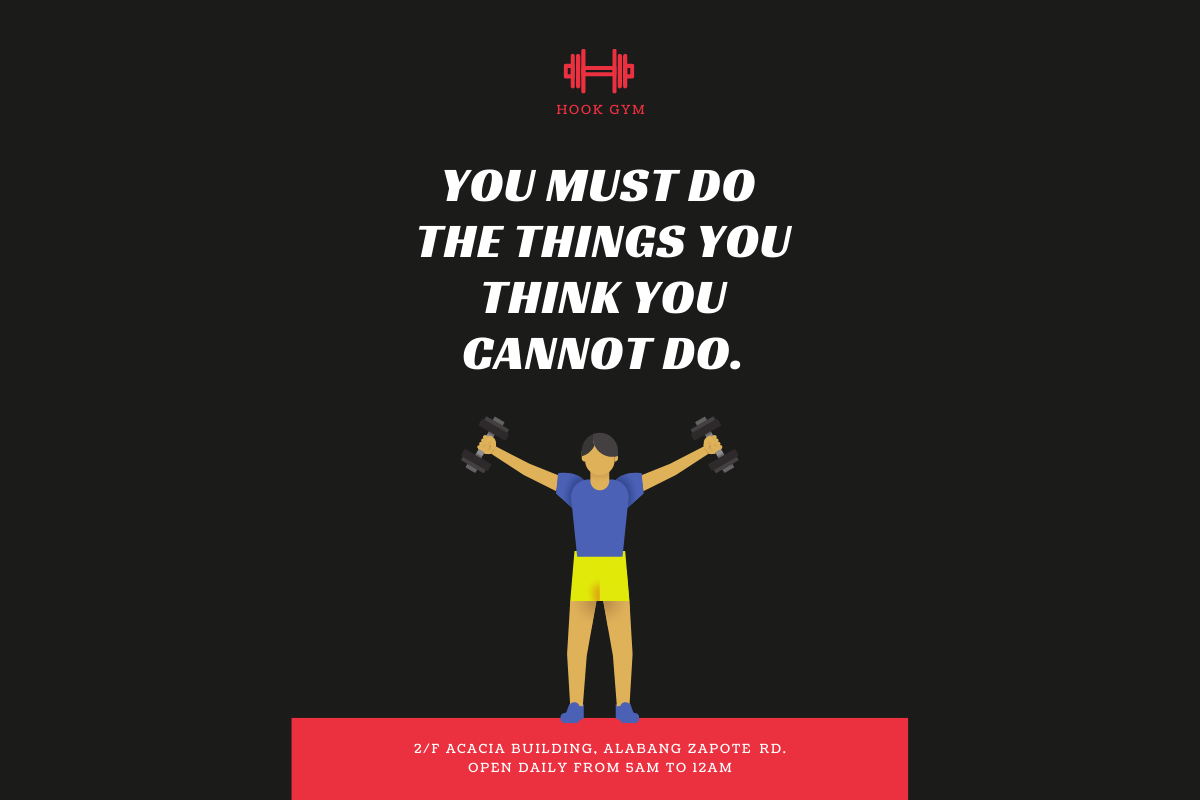 HOOK GYM
YOU MUST DO
THE THINGS YOU
THINK YOU
CANNOT DO.
2/F ACACIA BUILDING, ALABANG ZAPOTE RD.
OPEN DAILY FROM 5AM TO 12AM